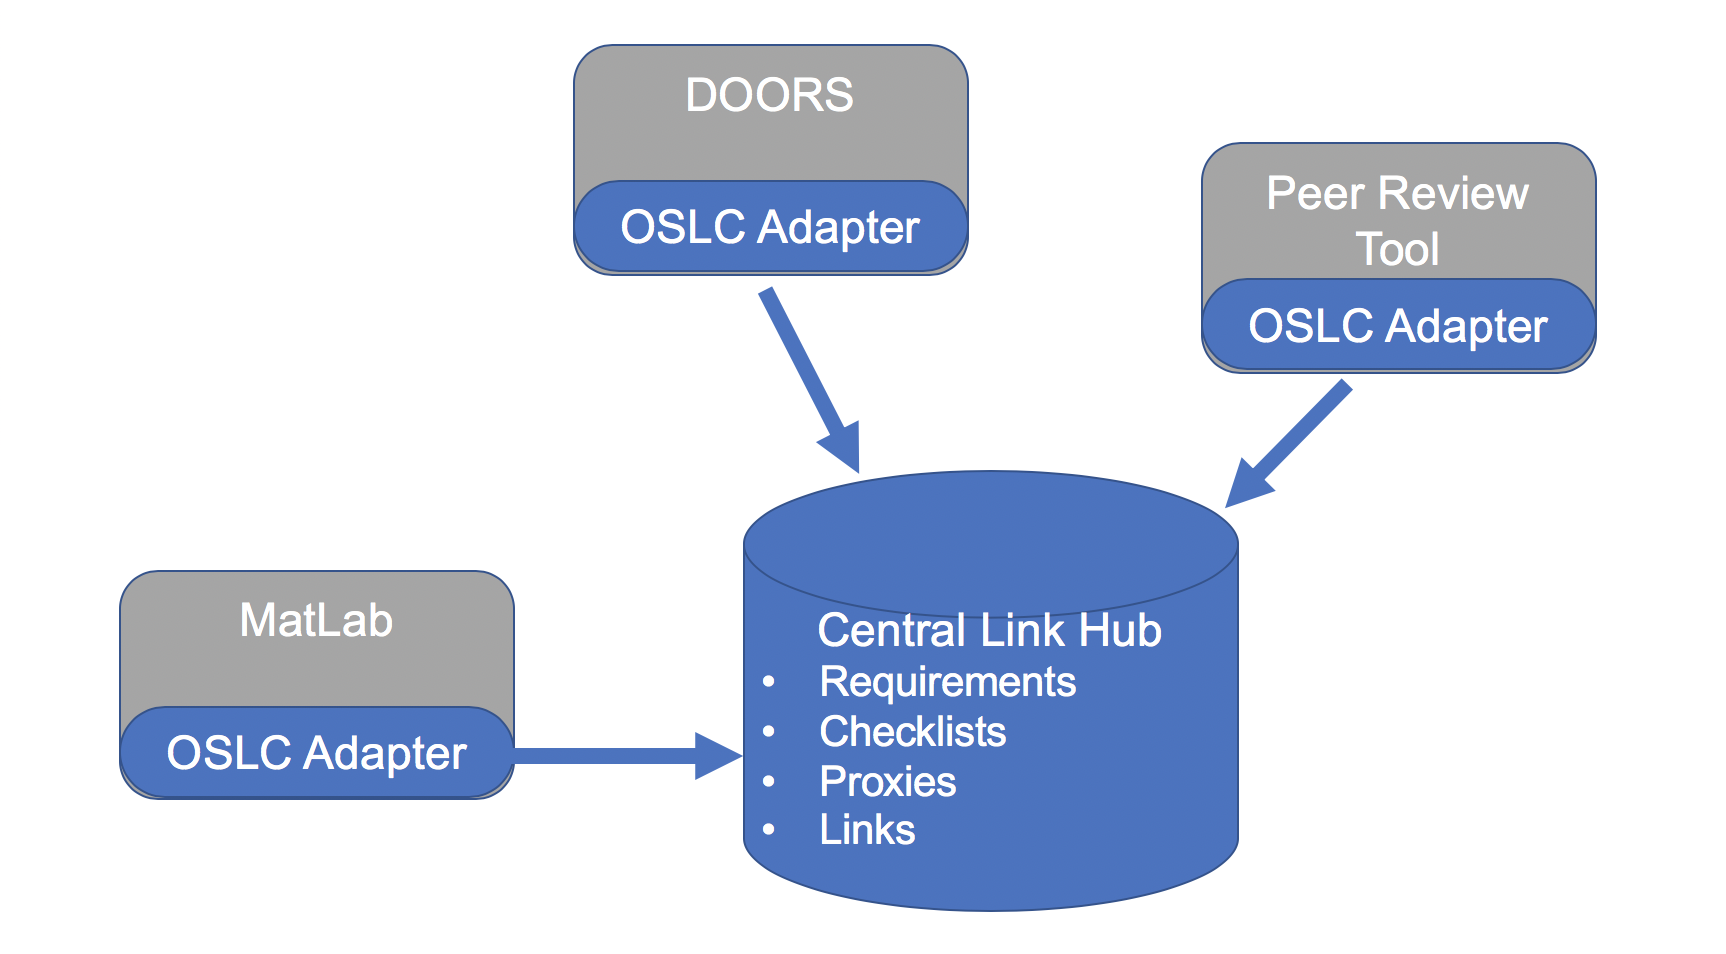 DOORS
OSLC Adapter
Peer Review
Tool
OSLC Adapter
MatLab
OSLC Adapter
Central Link Hub
• Requirements
• Checklists
• Proxies
• Links